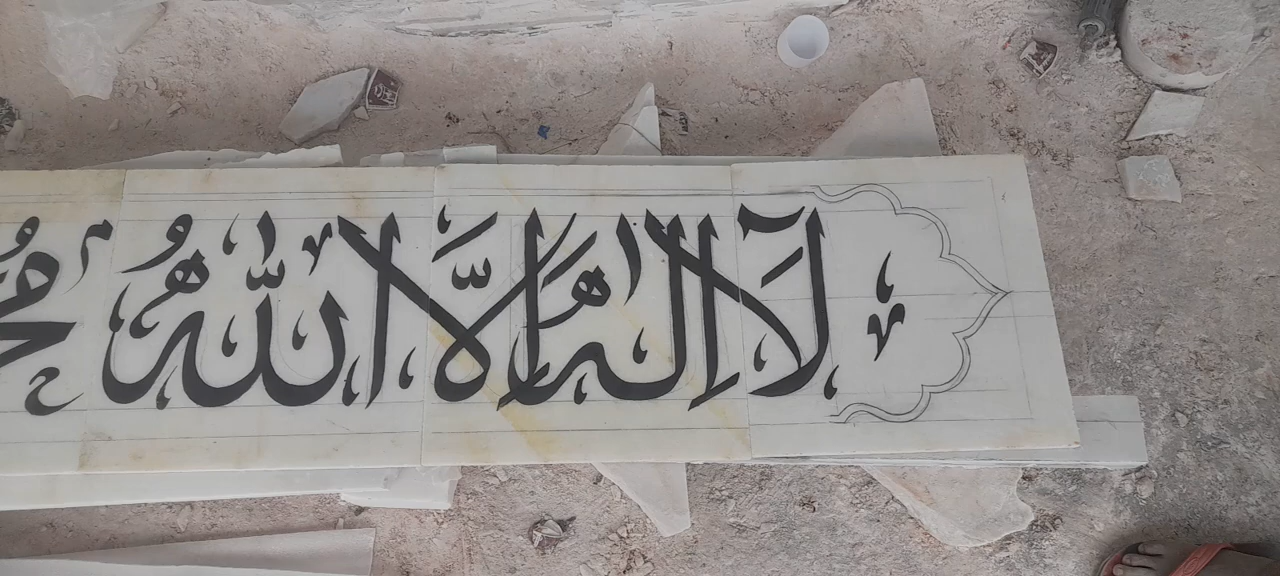 لَآ اِلٰهَ اِلَّا اللّٰهُ